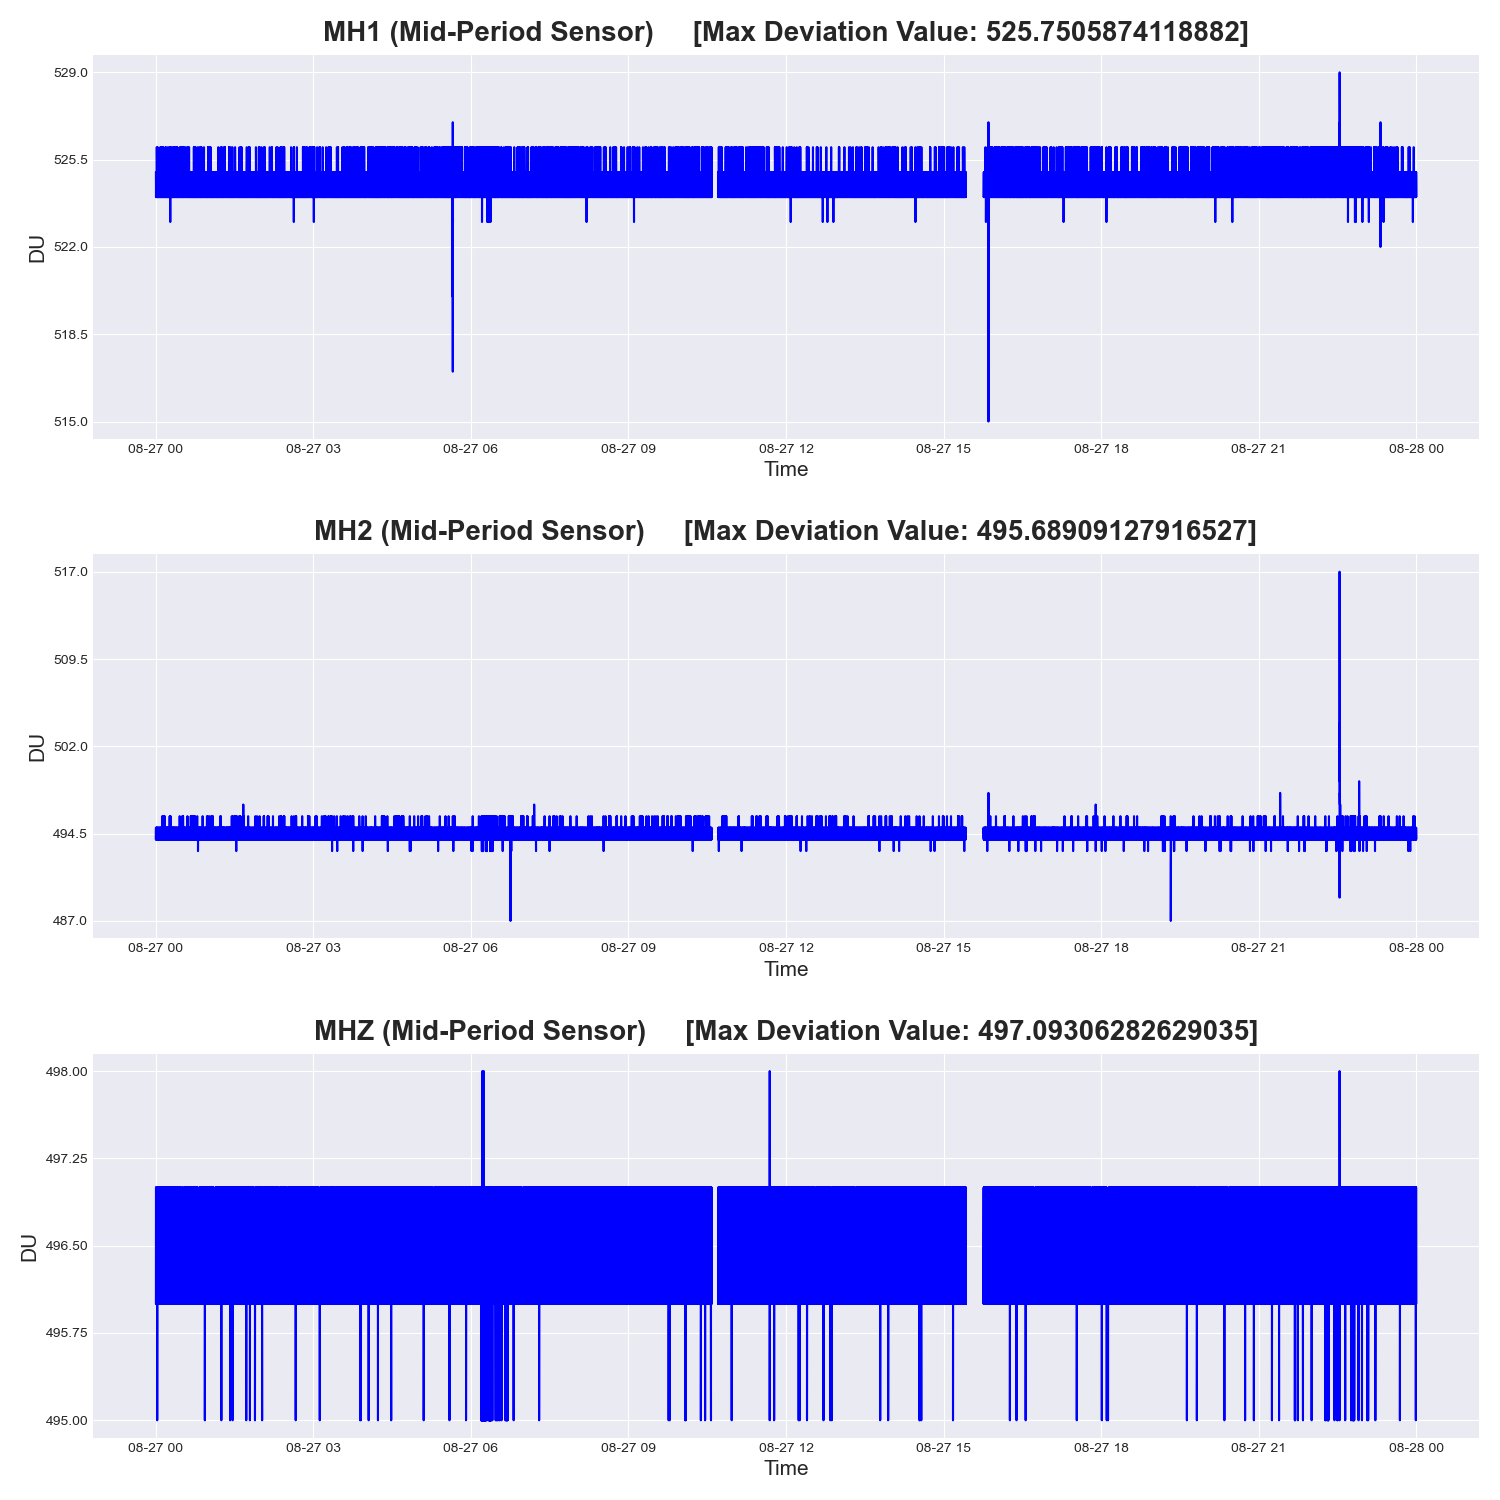 MH1 (Mid-Period Sensor) [Max Deviation Value: 525.7505874118882]
529.0
525.5
522.0
518.5
515.0
DU
08-27 00 08-27 03 08-27 06 08-27 09 08-27 12 08-27 15 08-27 18 08-27 21 08-28 00
Time
MH2 (Mid-Period Sensor) [Max Deviation Value: 495.68909127916527]
517.0
509.5
502.0
494.5
487.0
DU
08-27 00 08-27 03 08-27 06 08-27 09 08-27 12 08-27 15 08-27 18 08-27 21 08-28 00
Time
MHZ (Mid-Period Sensor) [Max Deviation Value: 497.09306282629035]
498.00
497.25
496.50
495.75
495.00
DU
08-27 00 08-27 03 08-27 06 08-27 09 08-27 12 08-27 15 08-27 18 08-27 21 08-28 00
Time